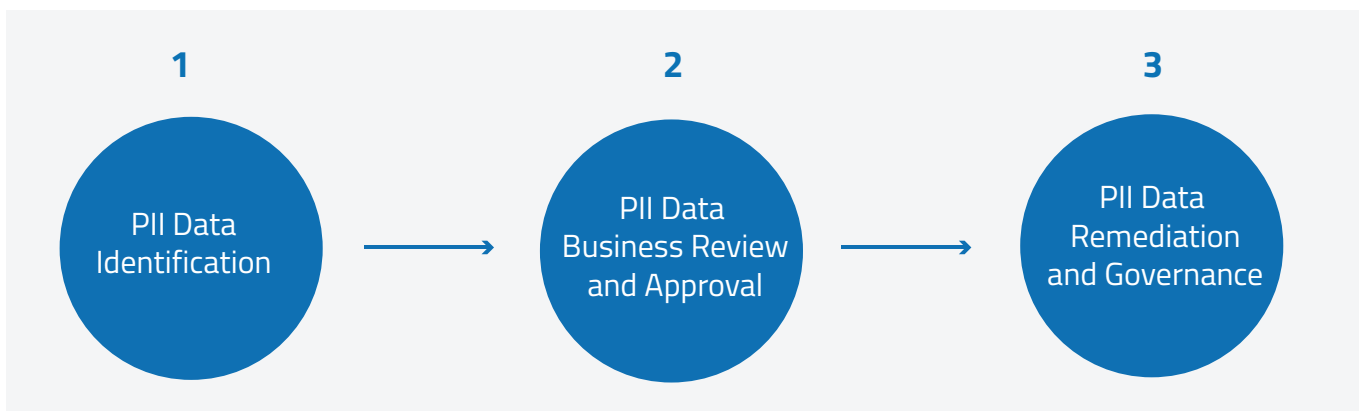 1
PII Data
Identification
2
PII Data
Business Review
and Approval
3
PII Data
Remediation
and Governance